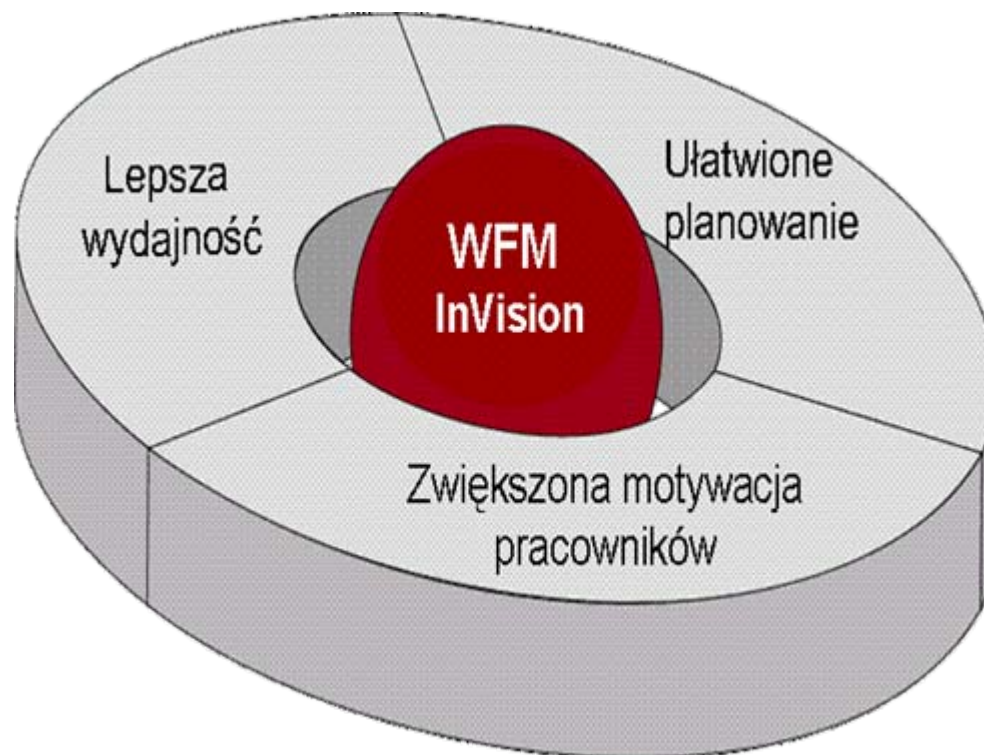 Lepsza
wydajność
Ułatwione
planowanie
WFM
InVision
Zwiększona motywacja
pracowników